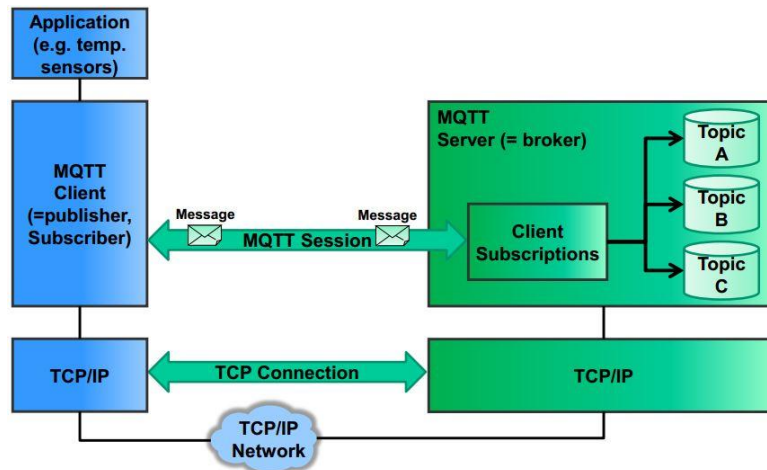 Application
(e.g. temp.
sensors)
MQTT
Client
(=publisher,
Subscriber)
Message
Message
MQTT Session
MQTT
Server (= broker)
Client
Subscriptions
Topic
A
Topic
B
Topic
C
TCP/IP
TCP Connection
TCP/IP
TCP/IP
Network